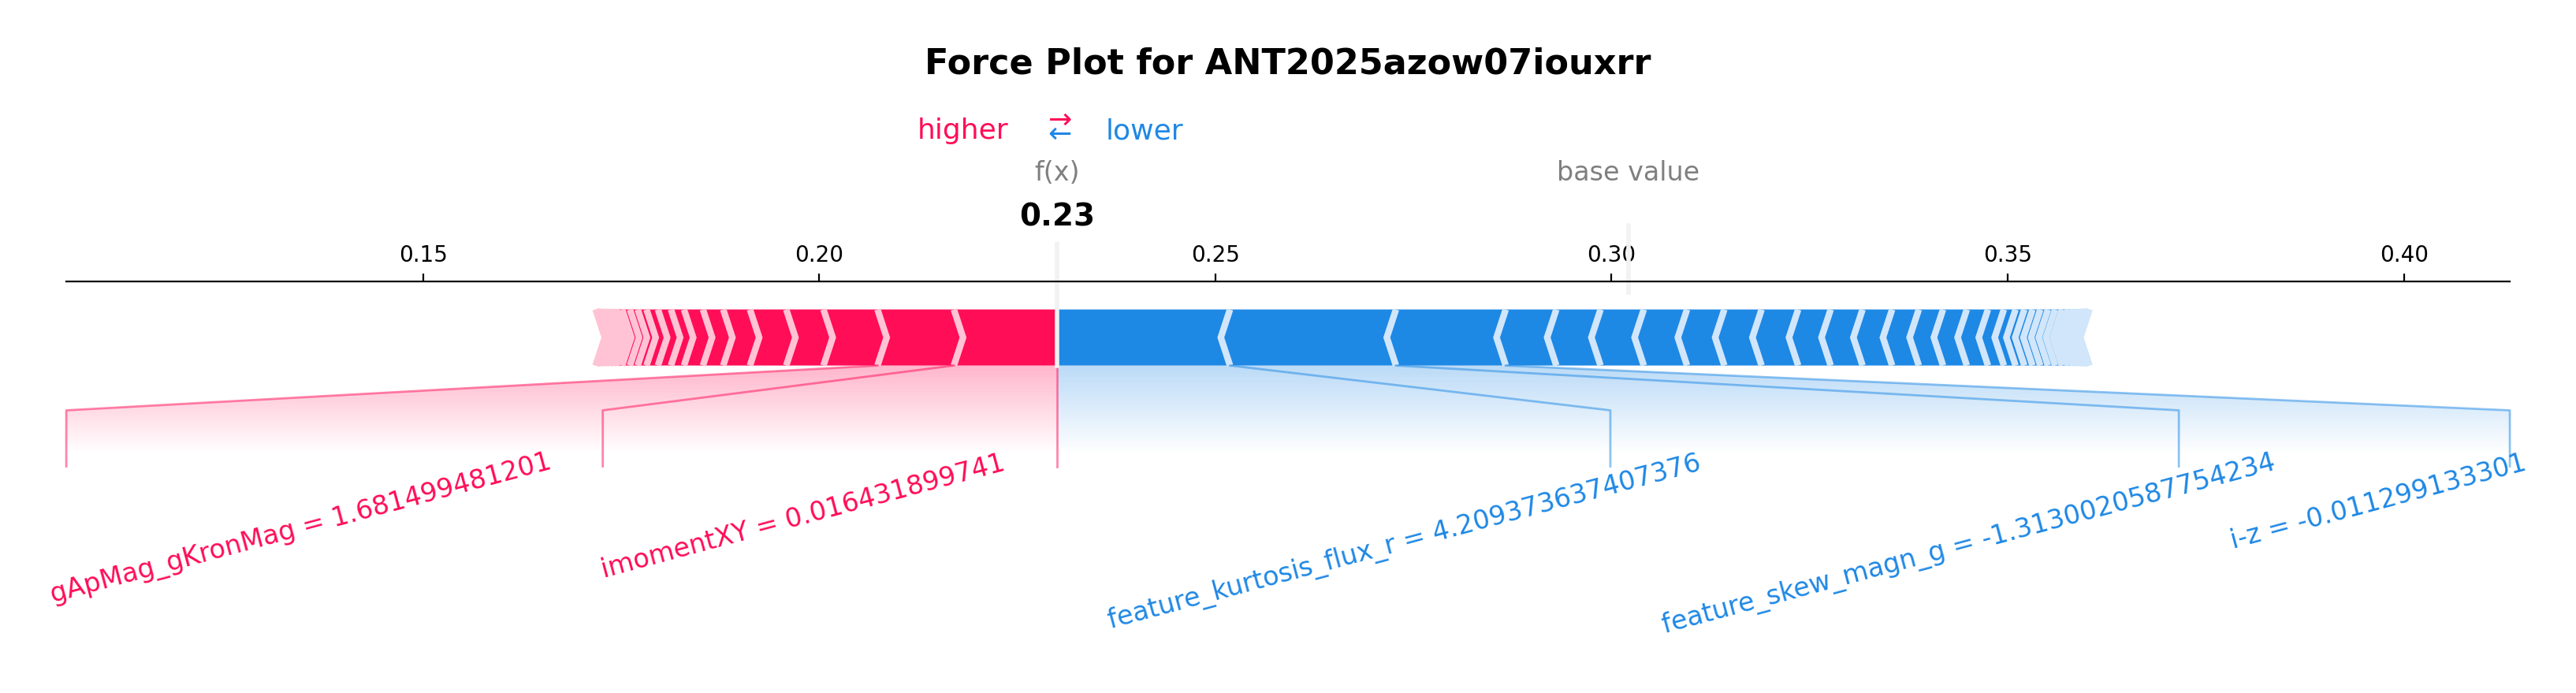 Force Plot for ANT2025azow07iouxrr
higher → ← lower
f(x) base value
0.23
0.15 0.20 0.25 0.30 0.35 0.40
gApMag_gKronMag = 1.681499481201
imomentXY = 0.016431899741
feature_kurtosis_flux_r = 4.209373637407376
feature_skew_magn_g = -1.3130020587754234
i-z = -0.011299133301